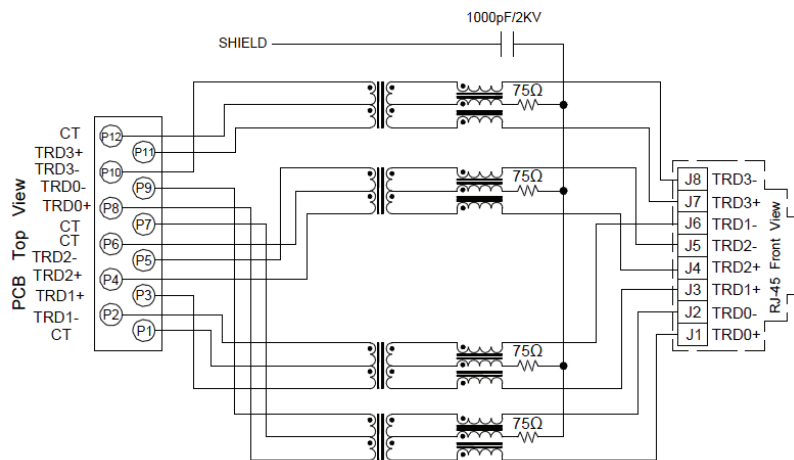 1000pF/2KV
SHIELD
75Ω
75Ω
75Ω
75Ω
PCB Top View
CT
TRD3+
TRD3-
TRD0-
TRD0+
CT
CT
TRD2-
TRD2+
TRD1+
TRD1-
CT
P12
P11
P10
P9
P8
P7
P6
P5
P4
P3
P2
P1
J8 TRD3-
J7 TRD3+
J6 TRD1-
J5 TRD2-
J4 TRD2+
J3 TRD1+
J2 TRD0-
J1 TRD0+
RJ-45 Front View